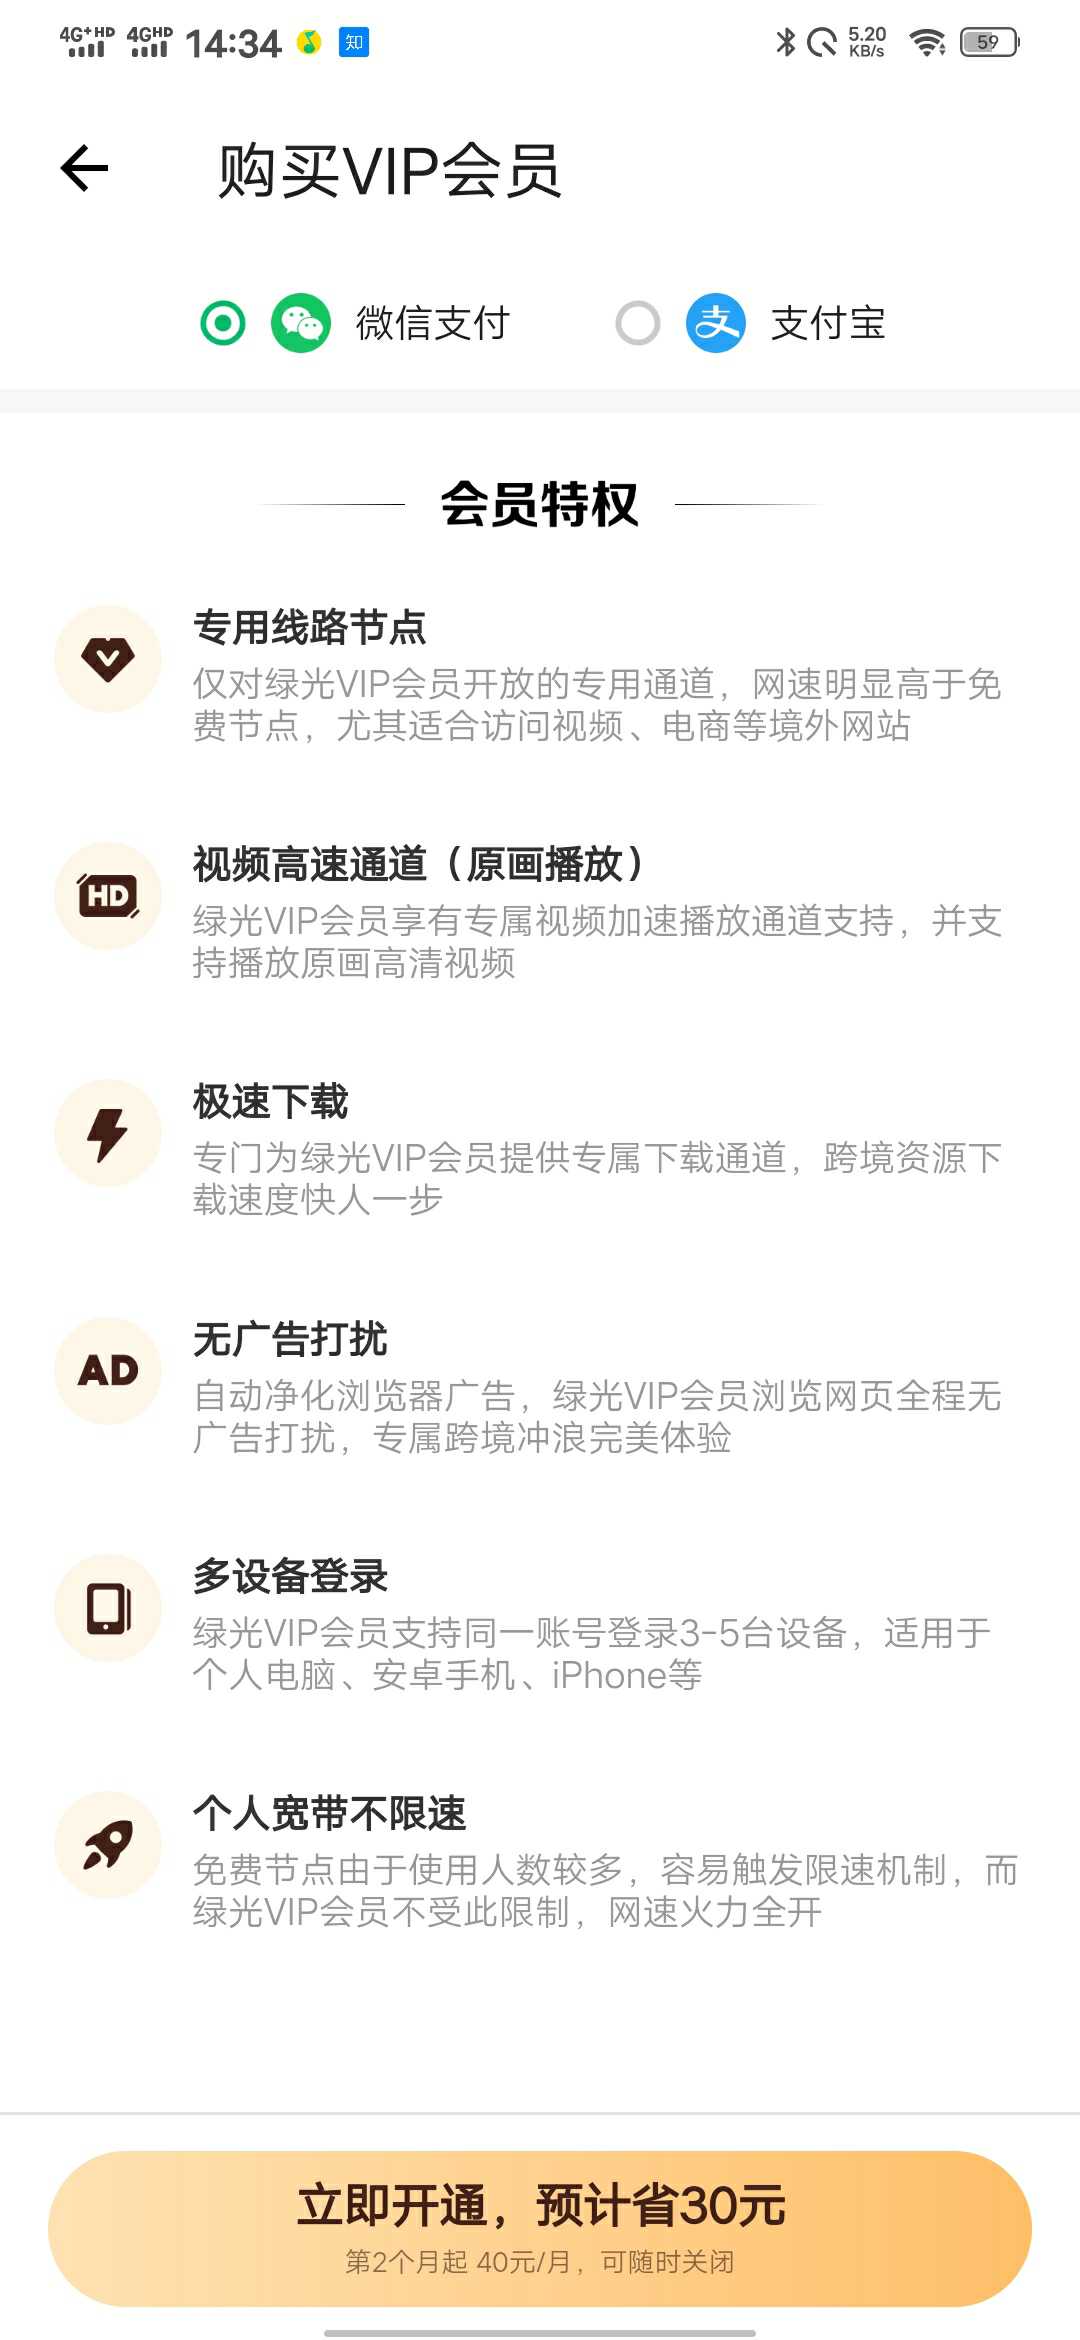 4G+HD 4GHD 14:34 知 5.20 KB/s 59
购买VIP会员
微信支付 支付宝
会员特权
专用线路节点
仅对绿光VIP会员开放的专用通道，网速明显高于免
费节点，尤其适合访问视频、电商等境外网站
HD
视频高速通道（原画播放）
绿光VIP会员享有专属视频加速播放通道支持，并支
持播放原画高清视频
极速下载
专门为绿光VIP会员提供专属下载通道，跨境资源下
载速度快人一步
AD
无广告打扰
自动净化浏览器广告，绿光VIP会员浏览网页全程无
广告打扰，专属跨境冲浪完美体验
多设备登录
绿光VIP会员支持同一账号登录3-5台设备，适用于
个人电脑、安卓手机、iPhone等
个人宽带不限速
免费节点由于使用人数较多，容易触发限速机制，而
绿光VIP会员不受此限制，网速火力全开
立即开通，预计省30元
第2个月起 40元/月，可随时关闭